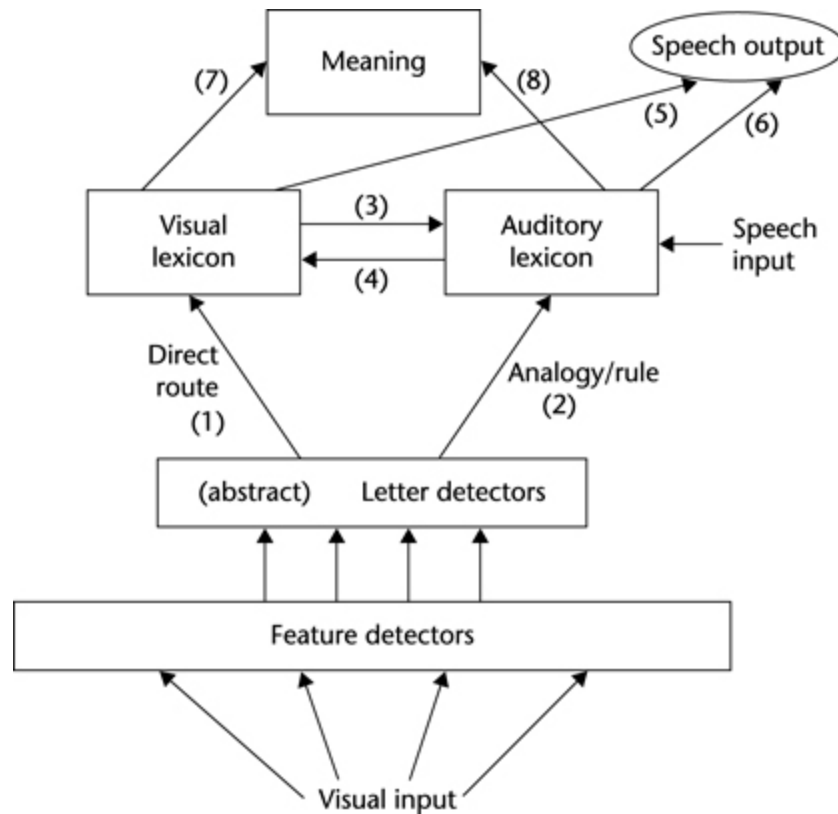 Speech output
Meaning
(7)
(8)
(5)
(6)
Visual
lexicon
(3)
(4)
Auditory
lexicon
Speech
input
Direct
route
(1)
Analogy/rule
(2)
(abstract) Letter detectors
Feature detectors
Visual input